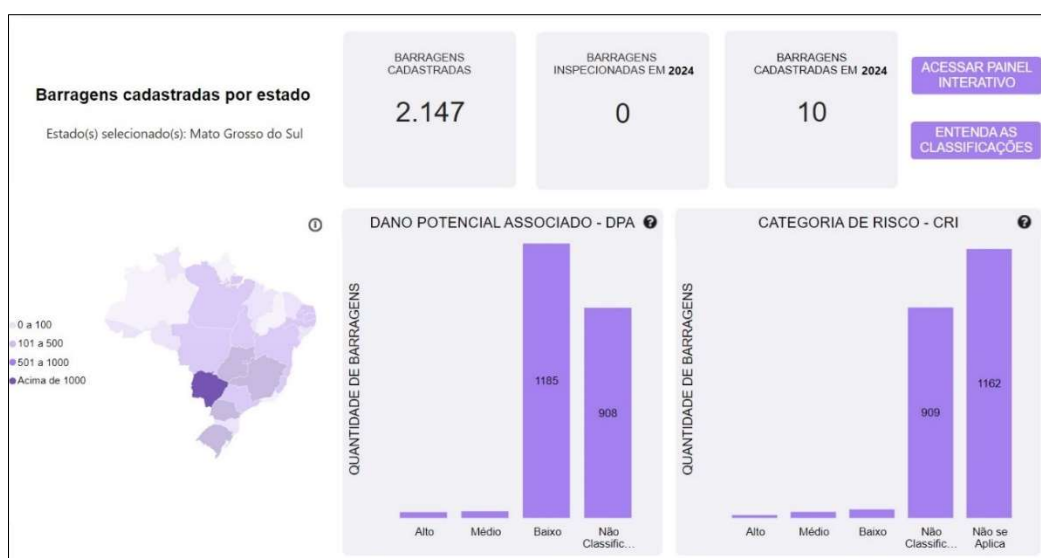 Barragens cadastradas por estado
Estado(s) selecionado(s): Mato Grosso do Sul
BARRAGENS
CADASTRADAS
2.147
BARRAGENS
INSPECIONADAS EM 2024
0
BARRAGENS
CADASTRADAS EM 2024
10
ACESSAR PAINEL
INTERATIVO
ENTENDA AS
CLASSIFICAÇÕES
0 a 100
101 a 500
501 a 1000
Acima de 1000
DANO POTENCIAL ASSOCIADO - DPA ?
QUANTIDADE DE BARRAGENS
1185
908
Alto
Médio
Baixo
Não
Classific...
CATEGORIA DE RISCO - CRI ?
QUANTIDADE DE BARRAGENS
909
1162
Alto
Médio
Baixo
Não
Classific...
Não se
Aplica